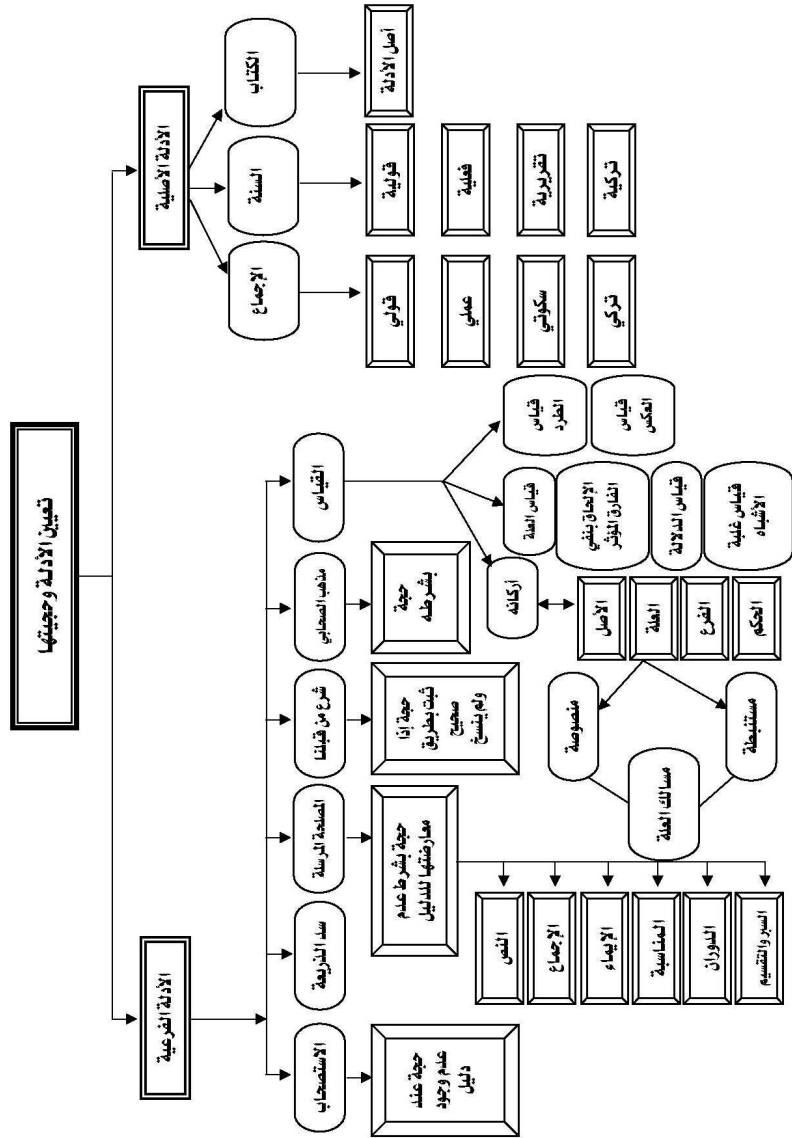 تعيين الأدلة وحجيتها
الأدلة الأصلية
الأدلة الفرعية
الكتاب
السنة
الإجماع
أصل الأدلة
قولية
فعلية
تقريرية
تركية
قولي
عملي
سكوتي
تركي
القياس
مذهب الصحابي
شرع من قبلنا
المصلحة المرسلة
سد الذريعة
الاستصحاب
حجة
بشرطه
حجة إذا
ثبت بطريق
صحيح
ولم ينسخ
حجة بشرط عدم
معارضتها للدليل
حجة عند
عدم وجود
دليل
قياس
الطرد
قياس
العكس
قياس العلة
الإلحاق بنفي
الفارق المؤثر
قياس الدلالة
قياس غلبة
الأشباه
أركانه
الأصل
العلة
الفرع
الحكم
منصوصة
مستنبطة
مسالك العلة
النص
الإجماع
الإيماء
المناسبة
الدوران
السبر والتقسيم